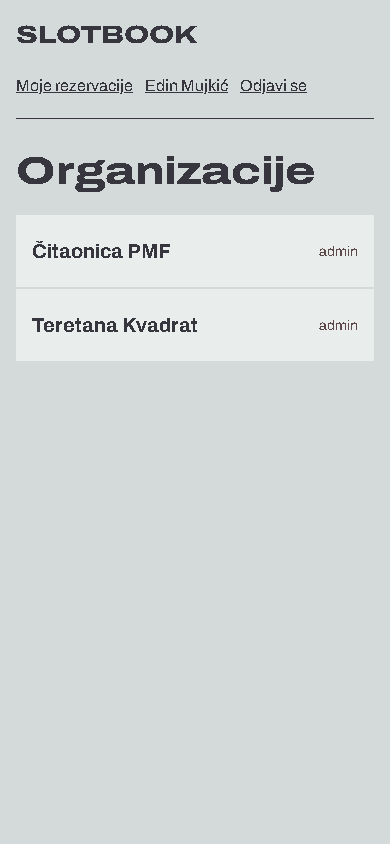 SLOTBOOK
Moje rezervacije Edin Mujkić Odjavi se
Organizacije
Čitaonica PMF admin
Teretana Kvadrat admin